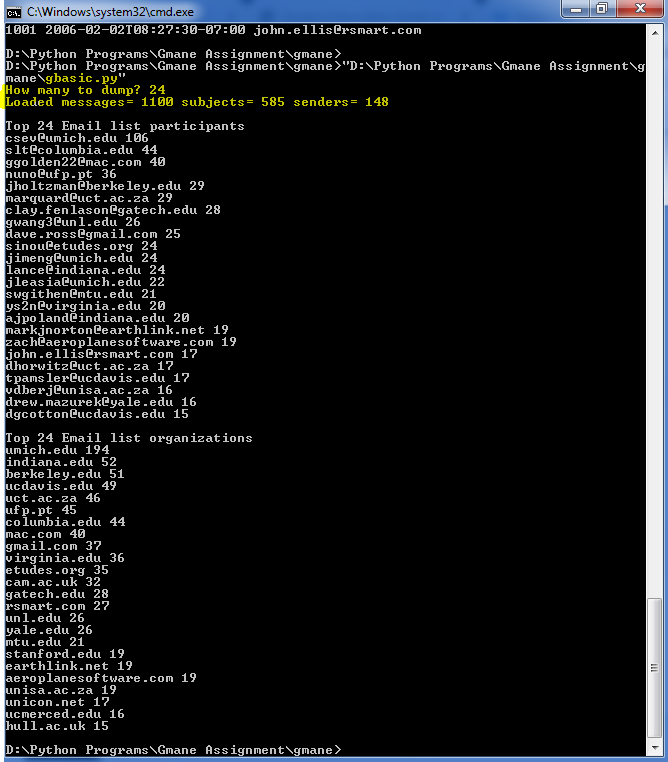 C:\Windows\system32\cmd.exe
1001 2006-02-02T08:27:30-07:00 john.ellis@rsmart.com
D:\Python Programs\Gmane Assignment\gmane>
D:\Python Programs\Gmane Assignment\gmane>"D:\Python Programs\Gmane Assignment\g
mane\gbasic.py"
How many to dump? 24
Loaded messages= 1100 subjects= 585 senders= 148
Top 24 Email list participants
csev@umich.edu 106
slt@columbia.edu 44
ggolden22@mac.com 40
nuno@ufp.pt 36
jholtzman@berkeley.edu 29
marquard@uct.ac.za 29
clay.fenlason@gatech.edu 28
gwang3@unl.edu 26
dave.ross@gmail.com 25
sinou@etudes.org 24
jimeng@umich.edu 24
lance@indiana.edu 24
jleasia@umich.edu 22
swgithen@mtu.edu 21
ys2n@virginia.edu 20
ajpoland@indiana.edu 20
markjnorton@earthlink.net 19
zach@aeroplanesoftware.com 19
john.ellis@rsmart.com 17
dhorwitz@uct.ac.za 17
tpamsler@ucdavis.edu 17
vdberj@unisa.ac.za 16
drew.mazurek@yale.edu 16
dgcotton@ucdavis.edu 15
Top 24 Email list organizations
umich.edu 194
indiana.edu 52
berkeley.edu 51
ucdavis.edu 49
uct.ac.za 46
ufp.pt 45
columbia.edu 44
mac.com 40
gmail.com 37
virginia.edu 36
etudes.org 35
cam.ac.uk 32
gatech.edu 28
rsmart.com 27
unl.edu 26
yale.edu 26
mtu.edu 21
stanford.edu 19
earthlink.net 19
aeroplanesoftware.com 19
unisa.ac.za 19
unicon.net 17
ucmerced.edu 16
hull.ac.uk 15
D:\Python Programs\Gmane Assignment\gmane>